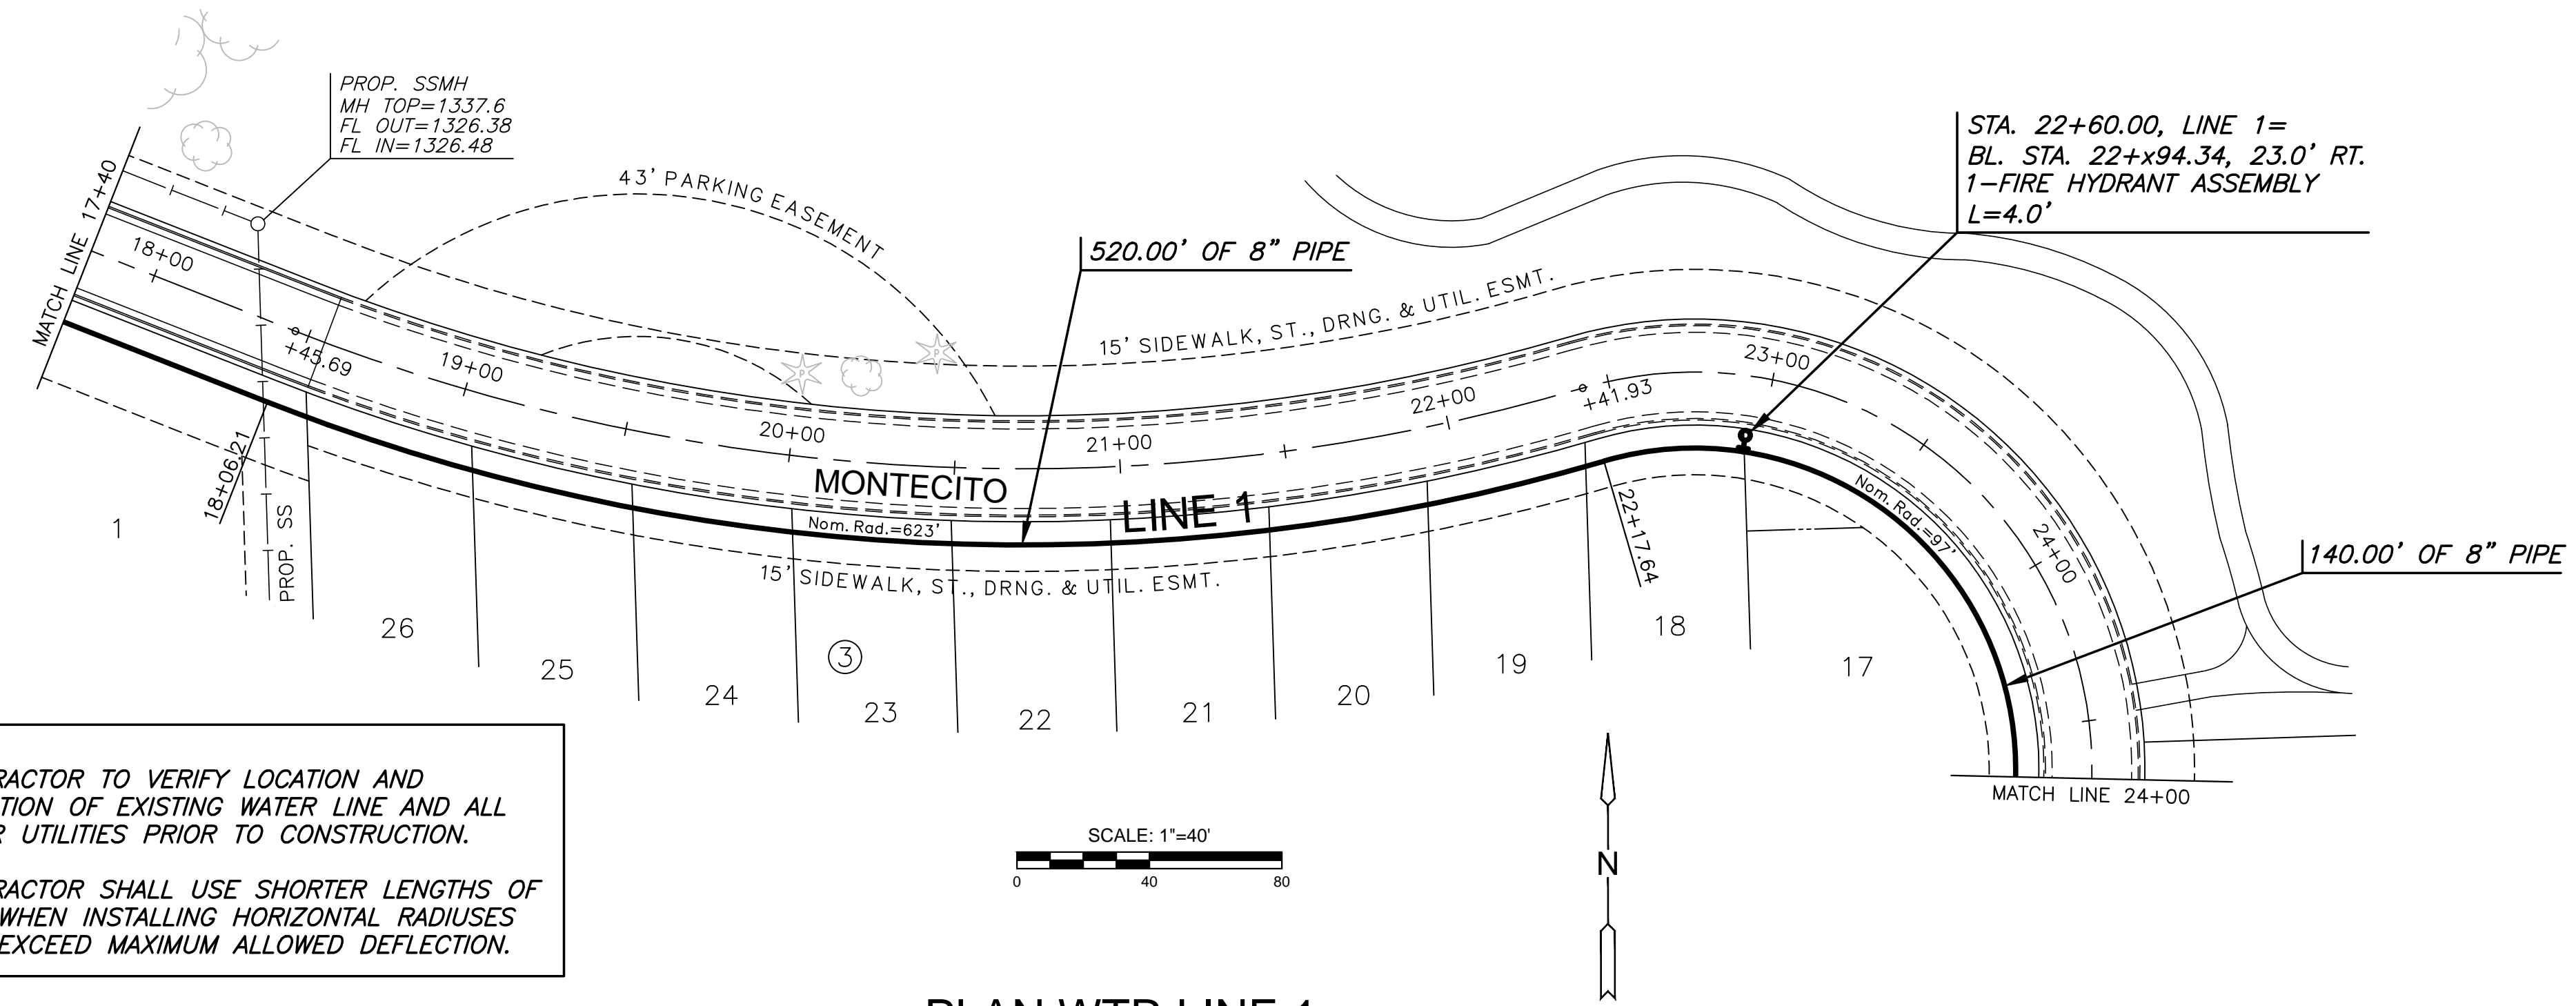 PROP. SSMH
MH TOP=1337.6
FL OUT=1326.38
FL IN=1326.48
MATCH LINE 17+40
18+00
+45.69
19+00
20+00
21+00
22+00
+41.93
23+00
24+00
43' PARKING EASEMENT
520.00' OF 8" PIPE
15' SIDEWALK, ST., DRNG. & UTIL. ESMT.
STA. 22+60.00, LINE 1=
BL. STA. 22+x94.34, 23.0' RT.
1-FIRE HYDRANT ASSEMBLY
L=4.0'
MONTECITO
LINE 1
Nom. Rad.=623'
Nom. Rad.=97'
18+06.21
PROP. SS
22+17.64
15' SIDEWALK, ST., DRNG. & UTIL. ESMT.
140.00' OF 8" PIPE
1
26
25
24
3
23
22
21
20
19
18
17
MATCH LINE 24+00
RACTOR TO VERIFY LOCATION AND
TION OF EXISTING WATER LINE AND ALL
R UTILITIES PRIOR TO CONSTRUCTION.
RACTOR SHALL USE SHORTER LENGTHS OF
WHEN INSTALLING HORIZONTAL RADIUSES
EXCEED MAXIMUM ALLOWED DEFLECTION.
SCALE: 1"=40'
0 40 80
N
P
P
PLAN WTR LINE 1